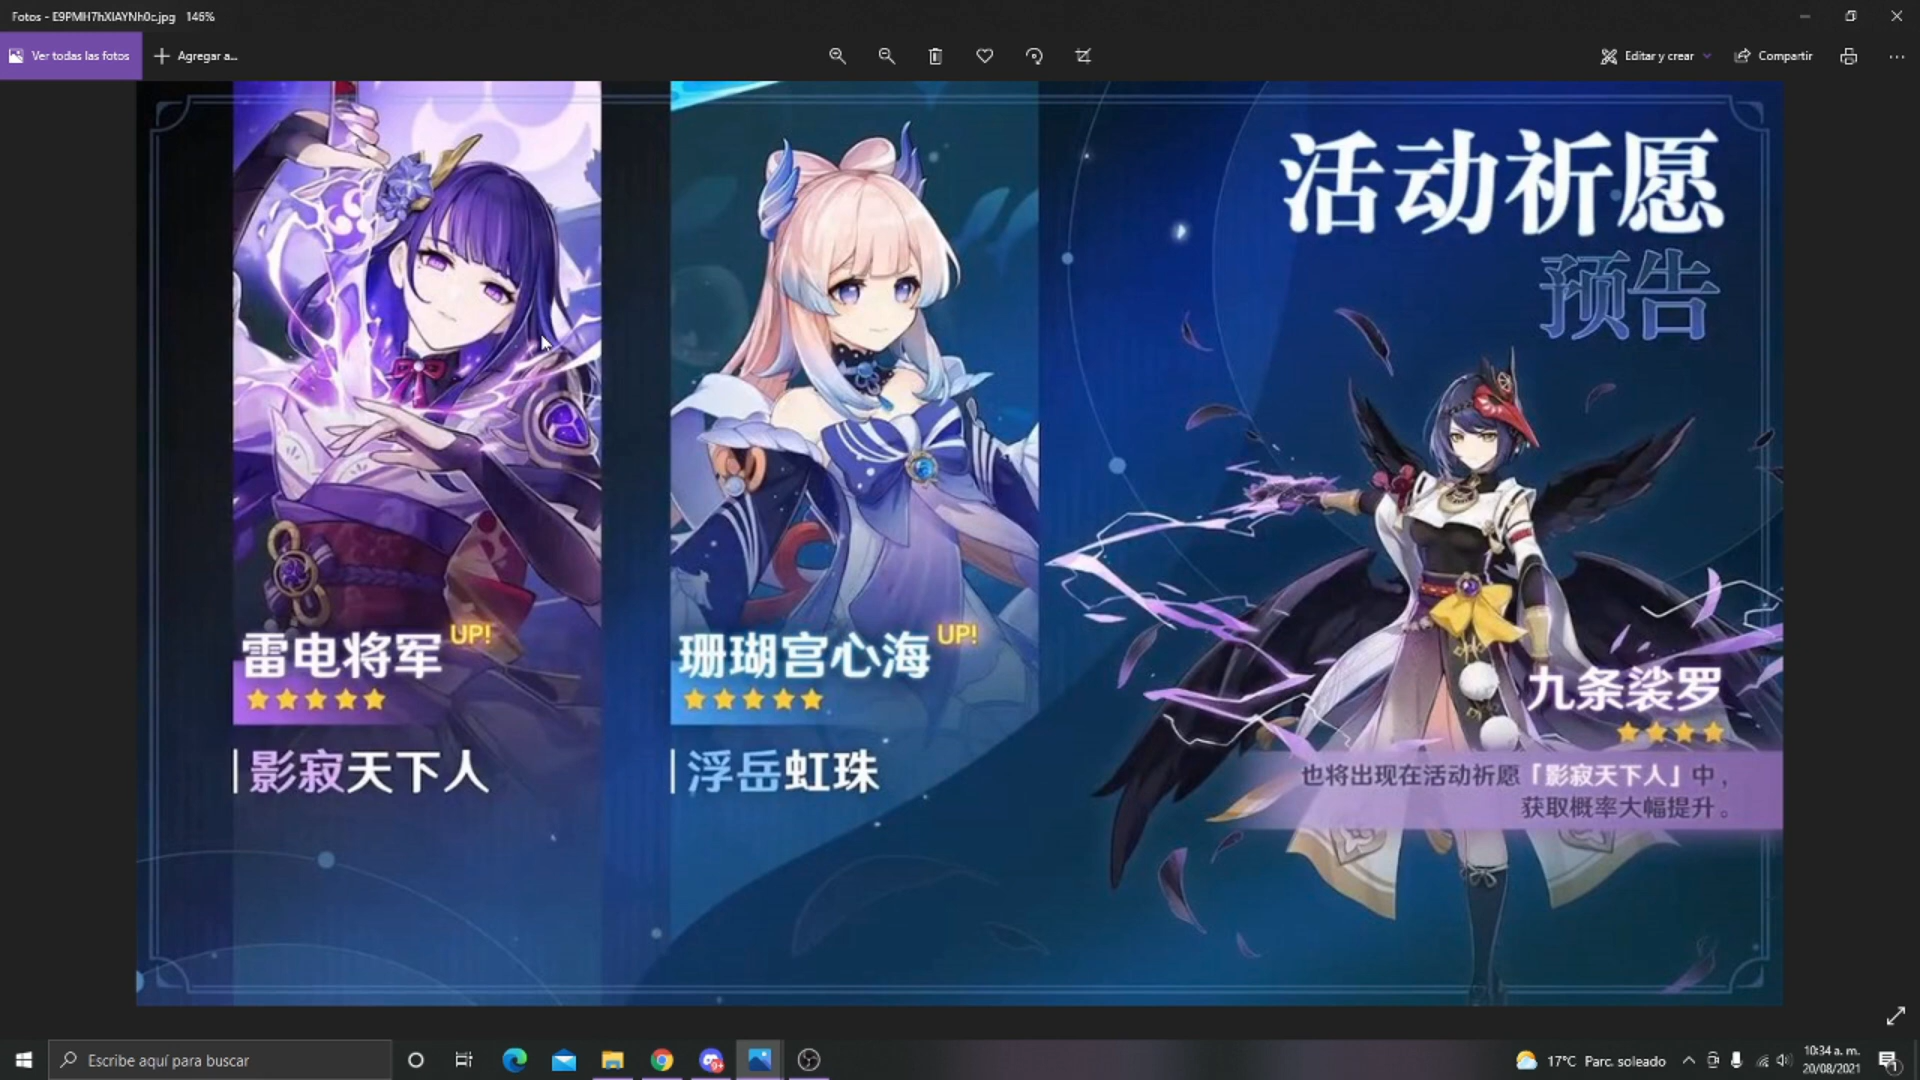 Fotos - E9PMH7hXIAYNh0c.jpg 146%
Ver todas las fotos
Agregar a...
Editar y crear
Compartir
活动祈愿
预告
雷电将军 UP!
影寂天下人
珊瑚宫心海 UP!
浮岳虹珠
九条裟罗
也将出现在活动祈愿「影寂天下人」中，
获取概率大幅提升。
Escribe aquí para buscar
17°C Parc. soleado
10:34 a. m.
20/08/2021